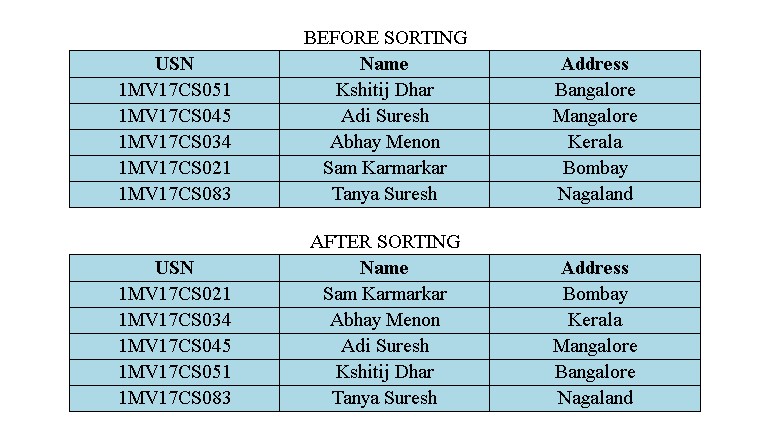 BEFORE SORTING
USN Name Address
1MV17CS051 Kshitij Dhar Bangalore
1MV17CS045 Adi Suresh Mangalore
1MV17CS034 Abhay Menon Kerala
1MV17CS021 Sam Karmarkar Bombay
1MV17CS083 Tanya Suresh Nagaland
AFTER SORTING
USN Name Address
1MV17CS021 Sam Karmarkar Bombay
1MV17CS034 Abhay Menon Kerala
1MV17CS045 Adi Suresh Mangalore
1MV17CS051 Kshitij Dhar Bangalore
1MV17CS083 Tanya Suresh Nagaland